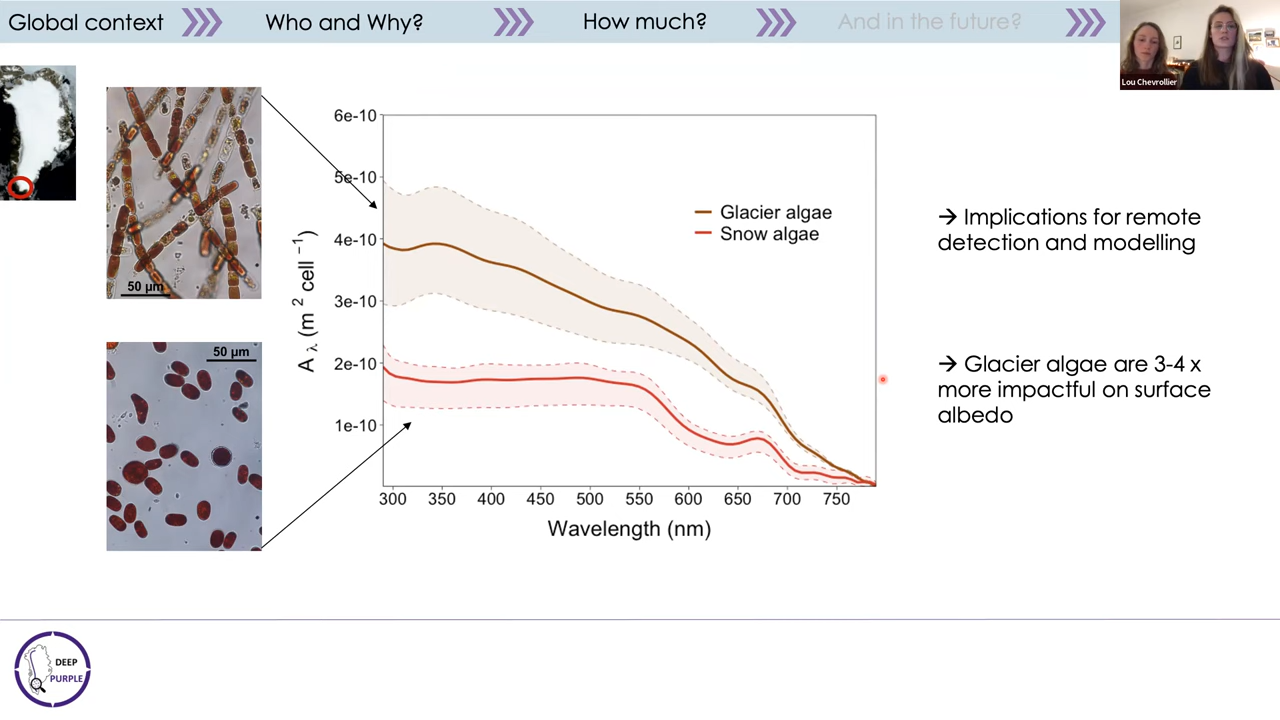 Global context
Who and Why?
How much?
And in the future?
Lou Chevrollier
50 µm
50 µm
6e-10
5e-10
4e-10
3e-10
2e-10
1e-10
A λ (m 2 cell −1)
Glacier algae
Snow algae
300 350 400 450 500 550 600 650 700 750
Wavelength (nm)
→ Implications for remote
detection and modelling
→ Glacier algae are 3-4 x
more impactful on surface
albedo
DEEP
PURPLE